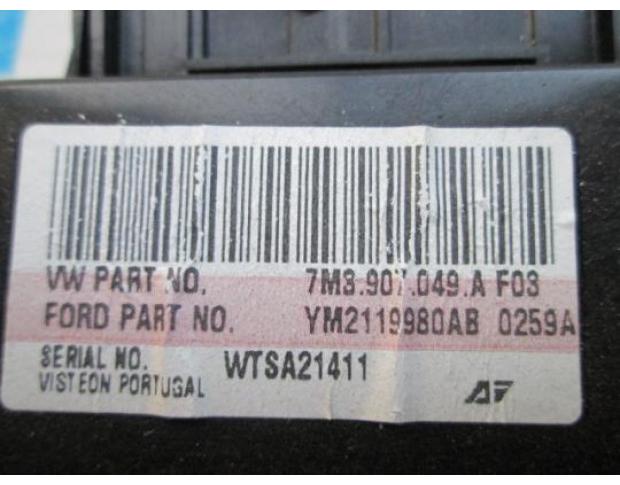 VW PART NO. 7M3.907.049.A F03
FORD PART NO. YM2119980AB 0259A
SERIAL NO. WTSA21411
VISTEON PORTUGAL